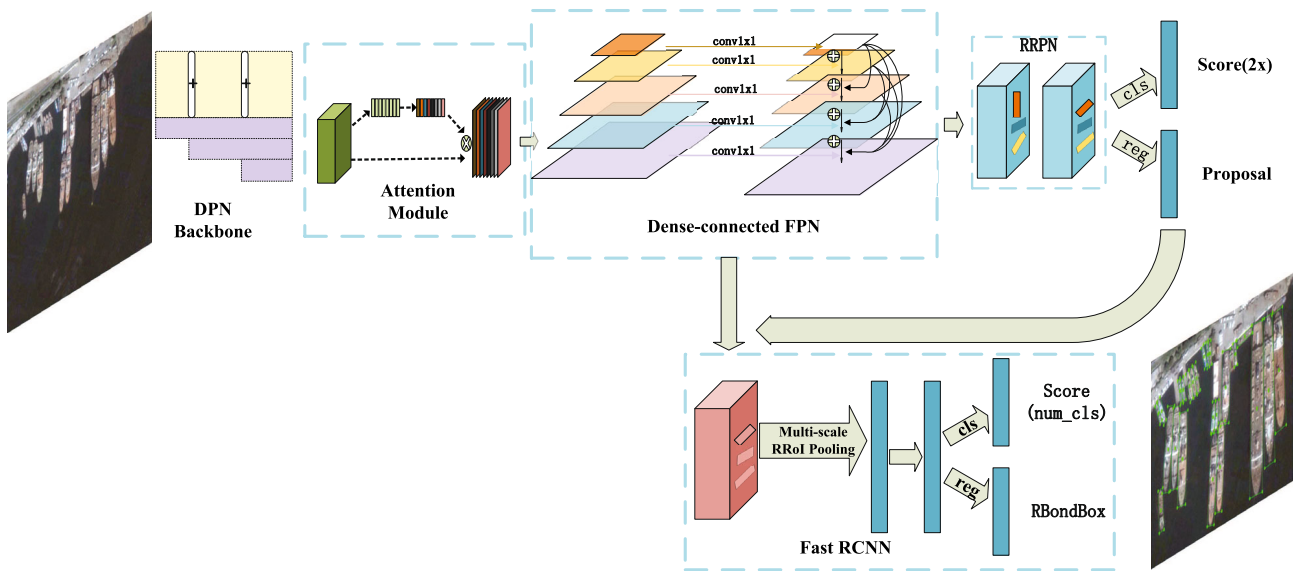 DPN
Backbone
Attention
Module
conv1x1
conv1x1
conv1x1
conv1x1
conv1x1
Dense-connected FPN
RRPN
cls
reg
Score(2x)
Proposal
Multi-scale
RRoI Pooling
cls
reg
Score
(num_cls)
RBondBox
Fast RCNN